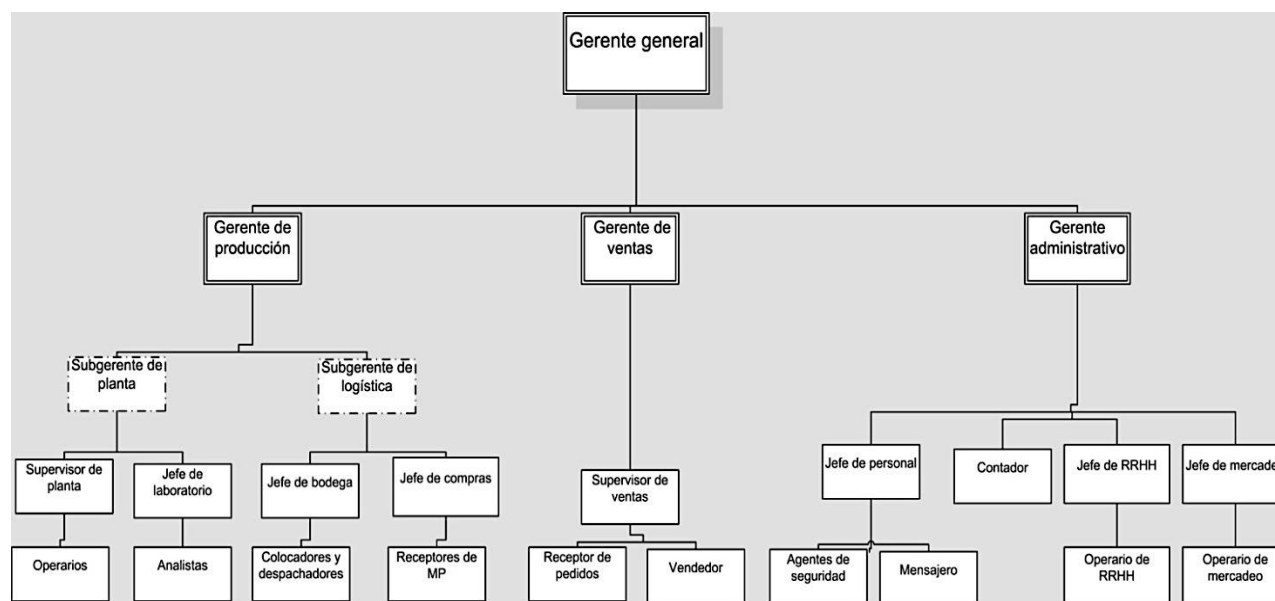 Gerente general
Gerente de
producción
Gerente de
ventas
Gerente
administrativo
Subgerente de
planta
Subgerente de
logística
Supervisor de
planta
Jefe de
laboratorio
Jefe de bodega
Jefe de compras
Supervisor de
ventas
Jefe de personal
Contador
Jefe de RRHH
Jefe de mercade
Operarios
Analistas
Colocadores y
despachadores
Receptores de
MP
Receptor de
pedidos
Vendedor
Agentes de
seguridad
Mensajero
Operario de
RRHH
Operario de
mercadeo